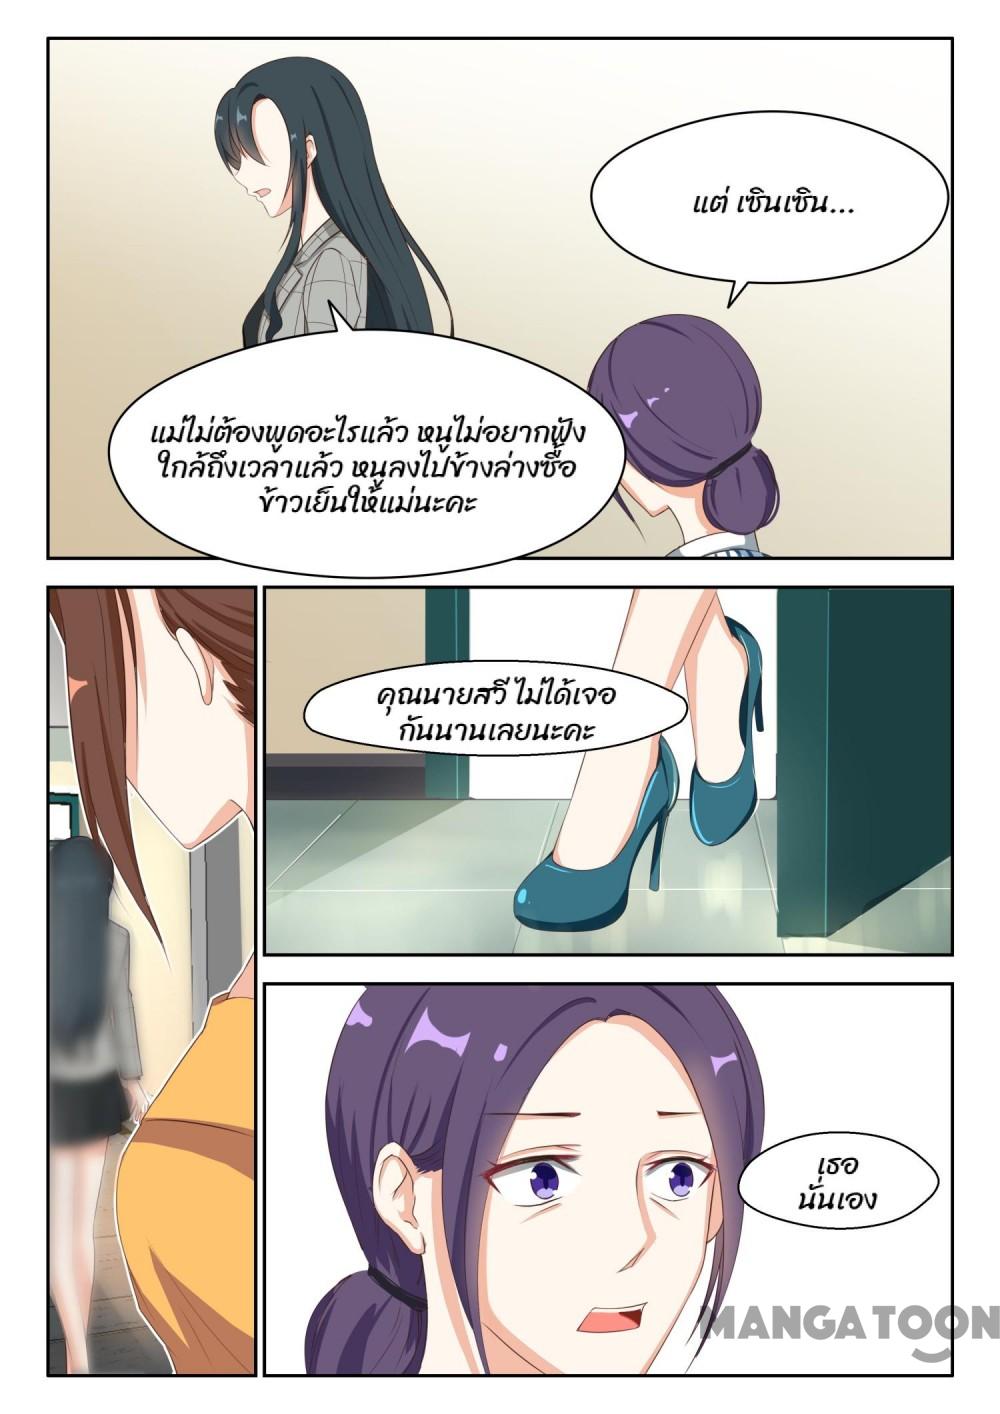 แต่ เซินเซิน...
แม่ไม่ต้องพูดอะไรแล้ว หนูไม่อยากฟัง
ใกล้ถึงเวลาแล้ว หนูลงไปข้างล่างซื้อ
ข้าวเย็นให้แม่นะคะ
คุณนายสวี ไม่ได้เจอ
กันนานเลยนะคะ
เธอ
นั่นเอง
MANGATOON